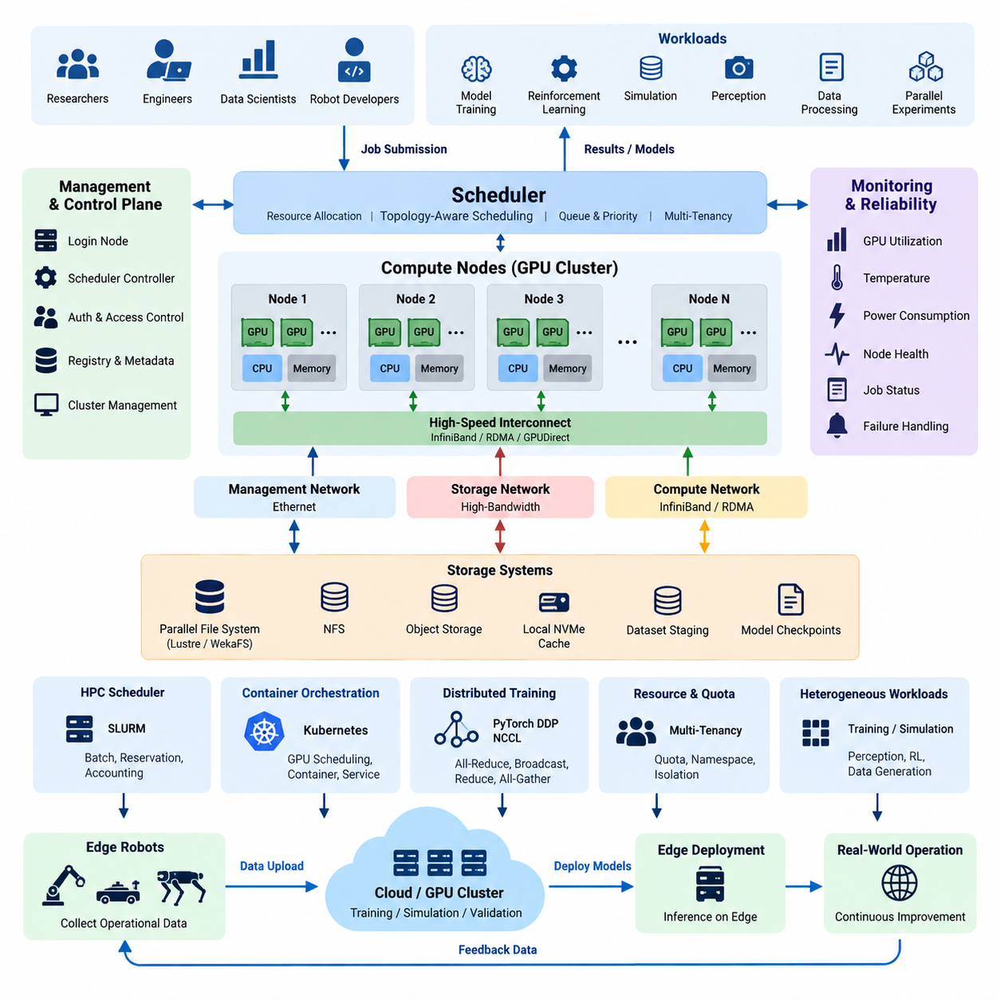 Researchers
Engineers
Data Scientists
Robot Developers
</>
Workloads
Model
Training
Reinforcement
Learning
Simulation
Perception
Data
Processing
Parallel
Experiments
Job Submission
Results / Models
Management
& Control Plane
Login Node
Scheduler Controller
Auth & Access Control
Registry & Metadata
Cluster Management
Scheduler
Resource Allocation | Topology-Aware Scheduling | Queue & Priority | Multi-Tenancy
Monitoring
& Reliability
GPU Utilization
Temperature
Power Consumption
Node Health
Job Status
Failure Handling
Compute Nodes (GPU Cluster)
Node 1
GPU GPU ...
CPU Memory
Node 2
GPU GPU ...
CPU Memory
Node 3
GPU GPU ...
CPU Memory
...
Node N
GPU GPU ...
CPU Memory
High-Speed Interconnect
InfiniBand / RDMA / GPUDirect
Management Network
Ethernet
Storage Network
High-Bandwidth
Compute Network
InfiniBand / RDMA
Storage Systems
Parallel File System
(Lustre / WekaFS)
NFS
Object Storage
Local NVMe
Cache
Dataset Staging
Model Checkpoints
HPC Scheduler
SLURM
Batch, Reservation,
Accounting
Container Orchestration
Kubernetes
GPU Scheduling,
Container, Service
Distributed Training
PyTorch DDP
NCCL
All-Reduce, Broadcast,
Reduce, All-Gather
Resource & Quota
Multi-Tenancy
Quota, Namespace,
Isolation
Heterogeneous Workloads
Training / Simulation
Perception, RL,
Data Generation
Edge Robots
Collect Operational Data
Data Upload
Cloud / GPU Cluster
Training / Simulation / Validation
Deploy Models
Edge Deployment
Inference on Edge
Real-World Operation
Continuous Improvement
Feedback Data